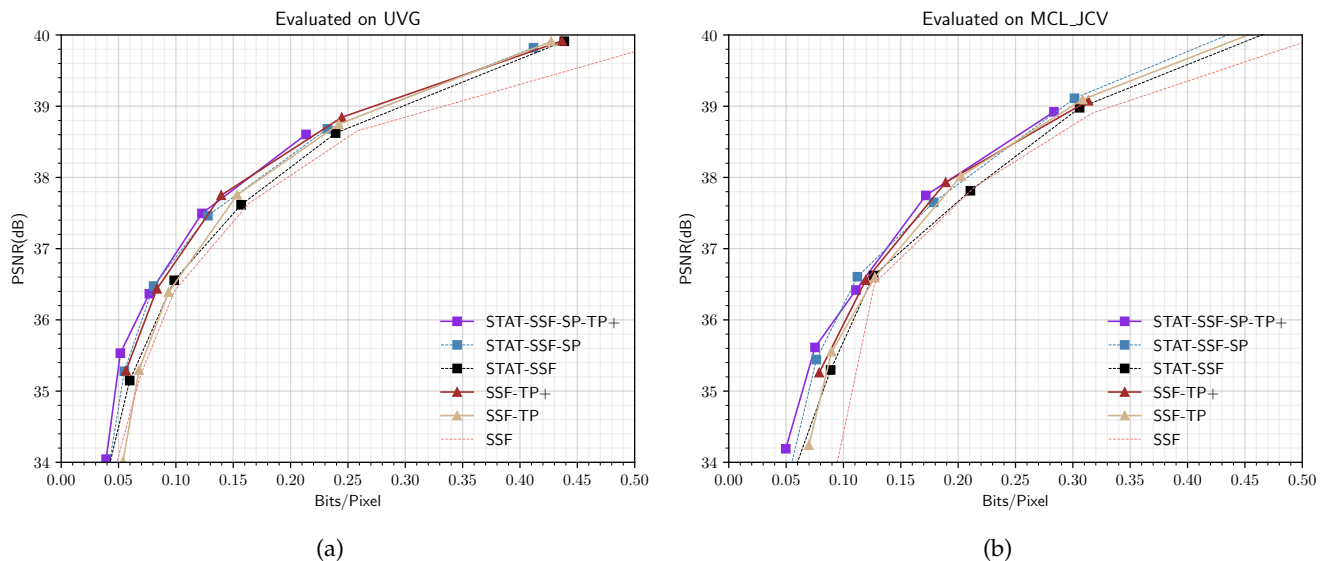 Evaluated on UVG
40
39
38
37
36
35
34
PSNR(dB)
0.00 0.05 0.10 0.15 0.20 0.25 0.30 0.35 0.40 0.45 0.50
Bits/Pixel
STAT-SSF-SP-TP+
STAT-SSF-SP
STAT-SSF
SSF-TP+
SSF-TP
SSF
(a)
Evaluated on MCL_JCV
40
39
38
37
36
35
34
PSNR(dB)
0.00 0.05 0.10 0.15 0.20 0.25 0.30 0.35 0.40 0.45 0.50
Bits/Pixel
STAT-SSF-SP-TP+
STAT-SSF-SP
STAT-SSF
SSF-TP+
SSF-TP
SSF
(b)